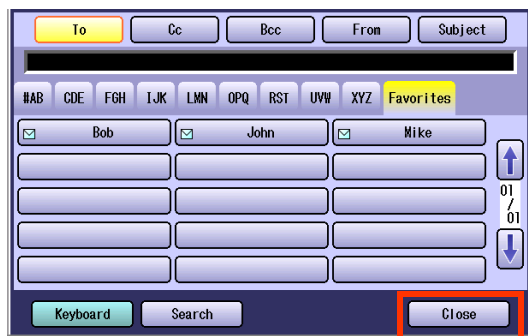 To Cc Bcc From Subject
#AB CDE FGH IJK LMN OPQ RST UVW XYZ Favorites
Bob John Mike
01
/
01
Keyboard Search Close